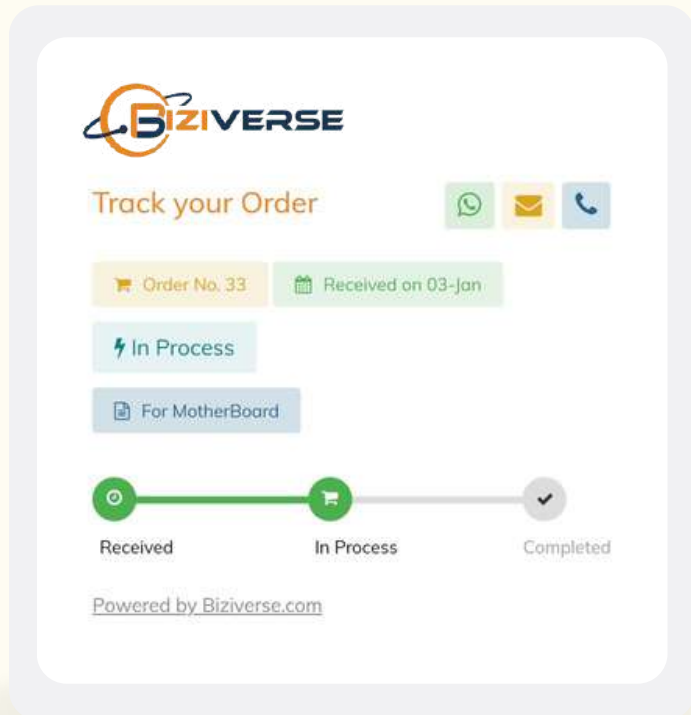 BIZIVERSE
Track your Order
Order No. 33
Received on 03-Jan
In Process
For MotherBoard
Received
In Process
Completed
Powered by Biziverse.com